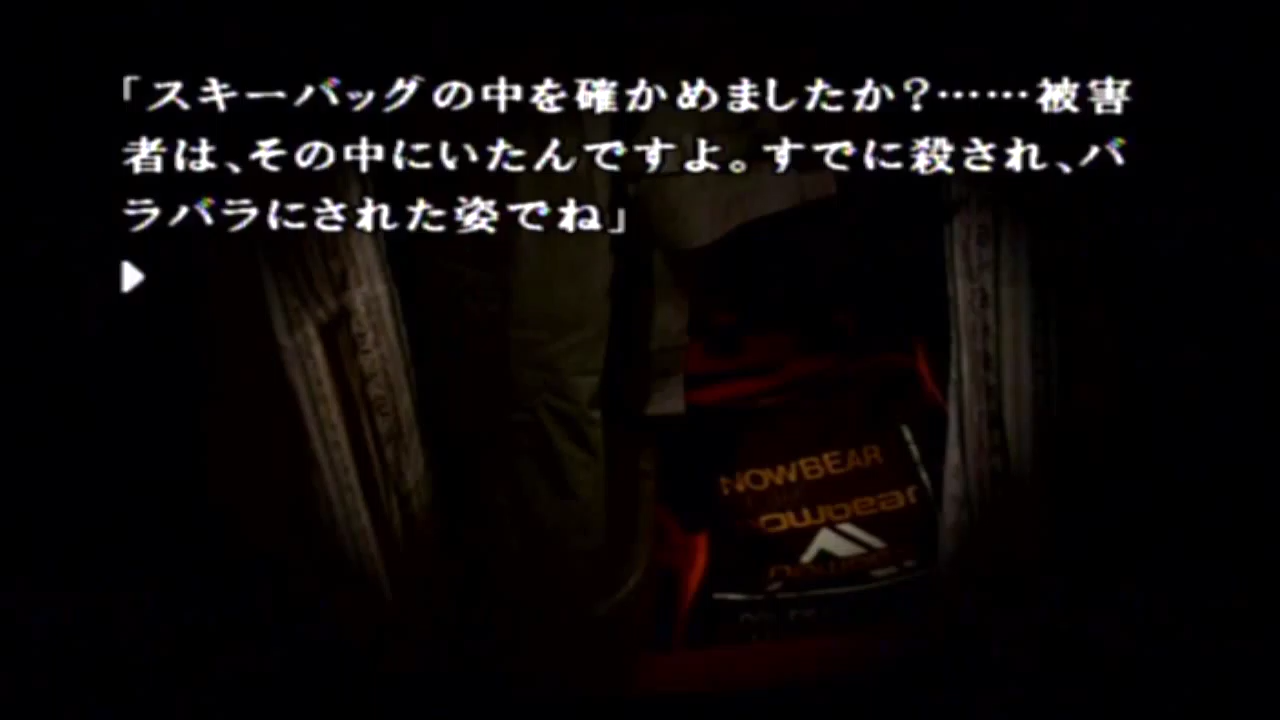 「スキーバッグの中を確かめましたか？……被害
者は、その中にいたんですよ。すでに殺され、バ
ラバラにされた姿でね」
NOWBEAR
owbear